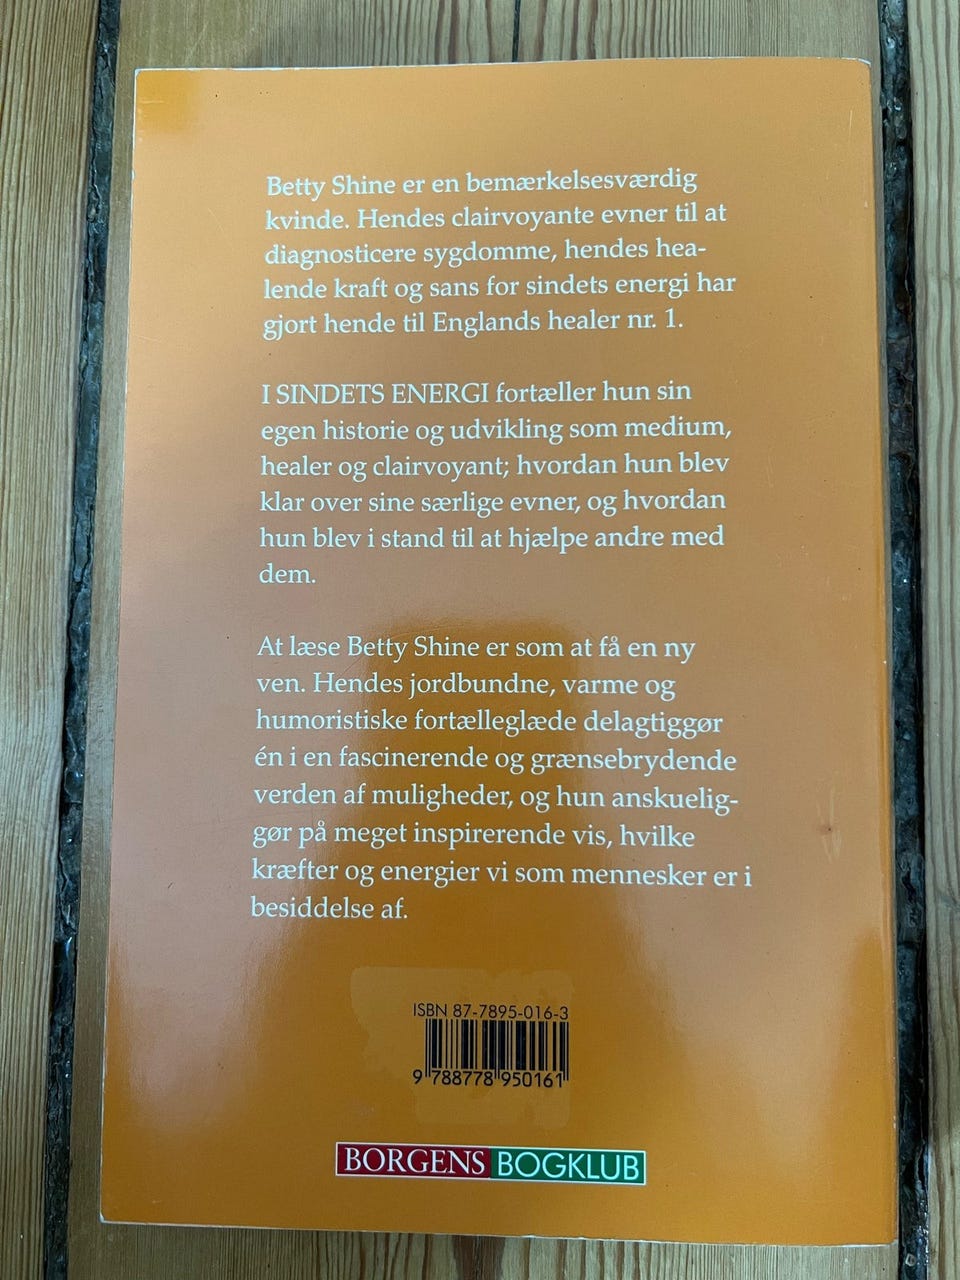 Betty Shine er en bemærkelsesværdig
kvinde. Hendes clairvoyante evner til at
diagnosticere sygdomme, hendes hea-
lende kraft og sans for sindets energi har
gjort hende til Englands healer nr. 1.
I SINDETS ENERGI fortæller hun sin
egen historie og udvikling som medium,
healer og clairvoyant; hvordan hun blev
klar over sine særlige evner, og hvordan
hun blev i stand til at hjælpe andre med
dem.
At læse Betty Shine er som at få en ny
ven. Hendes jordbundne, varme og
humoristiske fortælleglæde delagtiggør
én i en fascinerende og grænsebrydende
verden af muligheder, og hun anskuelig-
gør på meget inspirerende vis, hvilke
kræfter og energier vi som mennesker er i
besiddelse af.
ISBN 87-7895-016-3
9 788778 950161
BORGENS BOGKLUB